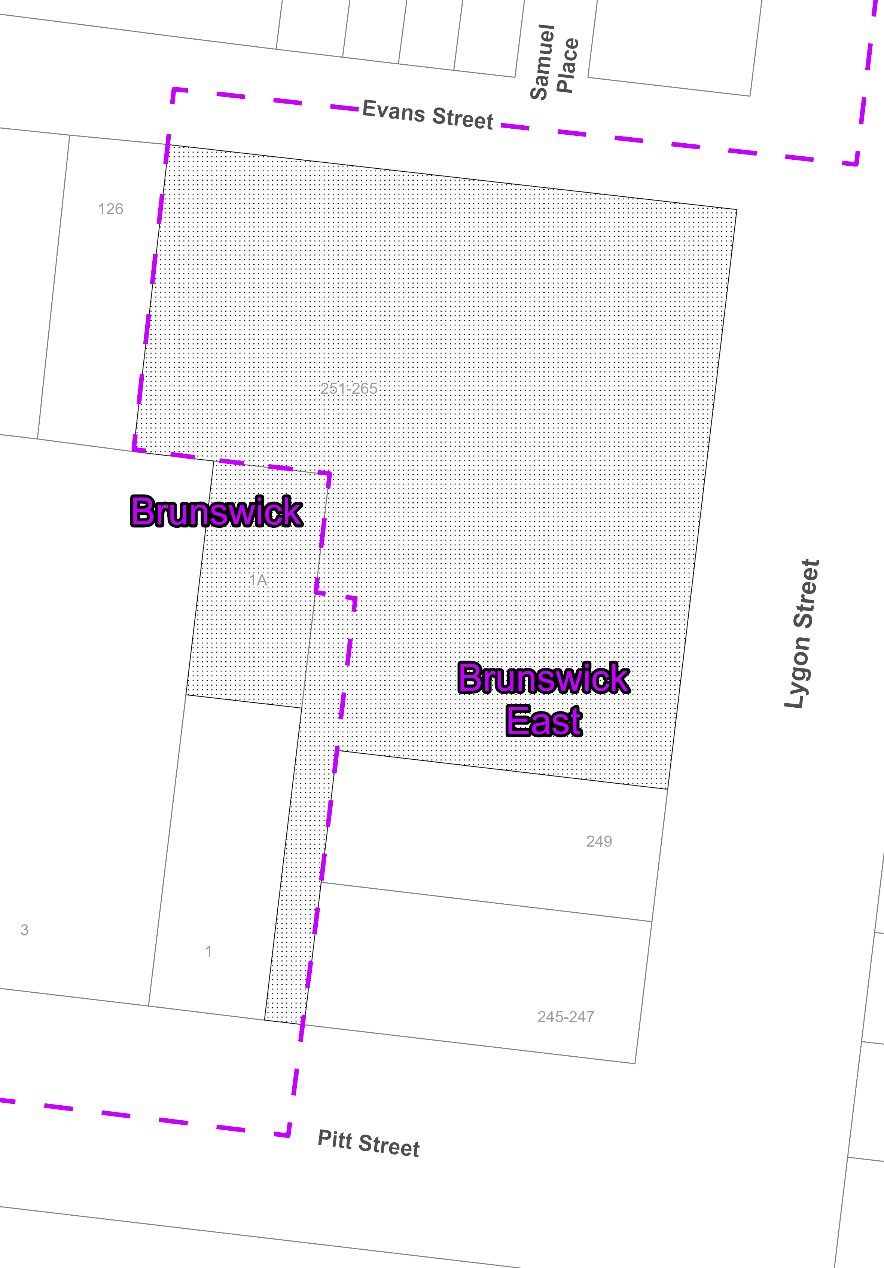 Samuel
Place
Evans Street
126
251-265
Brunswick
1A
Lygon Street
Brunswick
East
249
3
1
245-247
Pitt Street